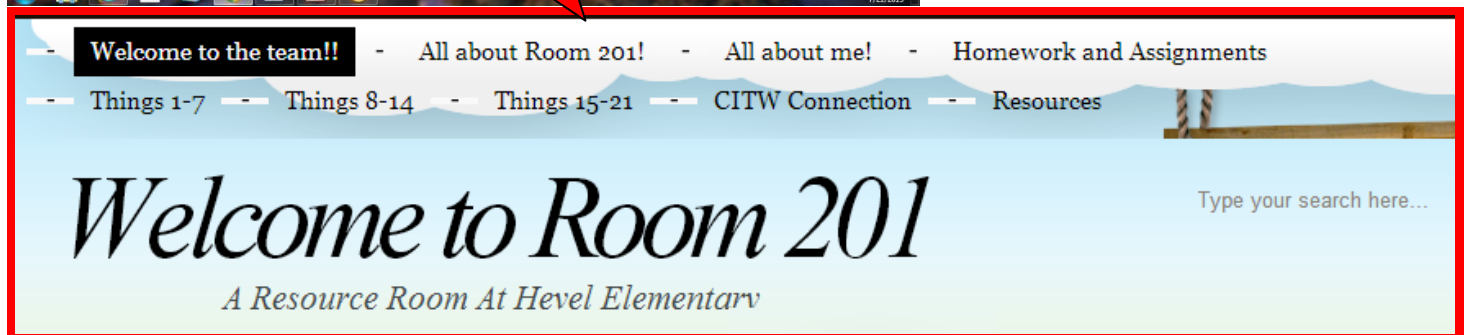 - Welcome to the team!! - All about Room 201! - All about me! - Homework and Assignments
- Things 1-7 - Things 8-14 - Things 15-21 - CITW Connection - Resources
Welcome to Room 201
Type your search here...
A Resource Room At Hevel Elementary